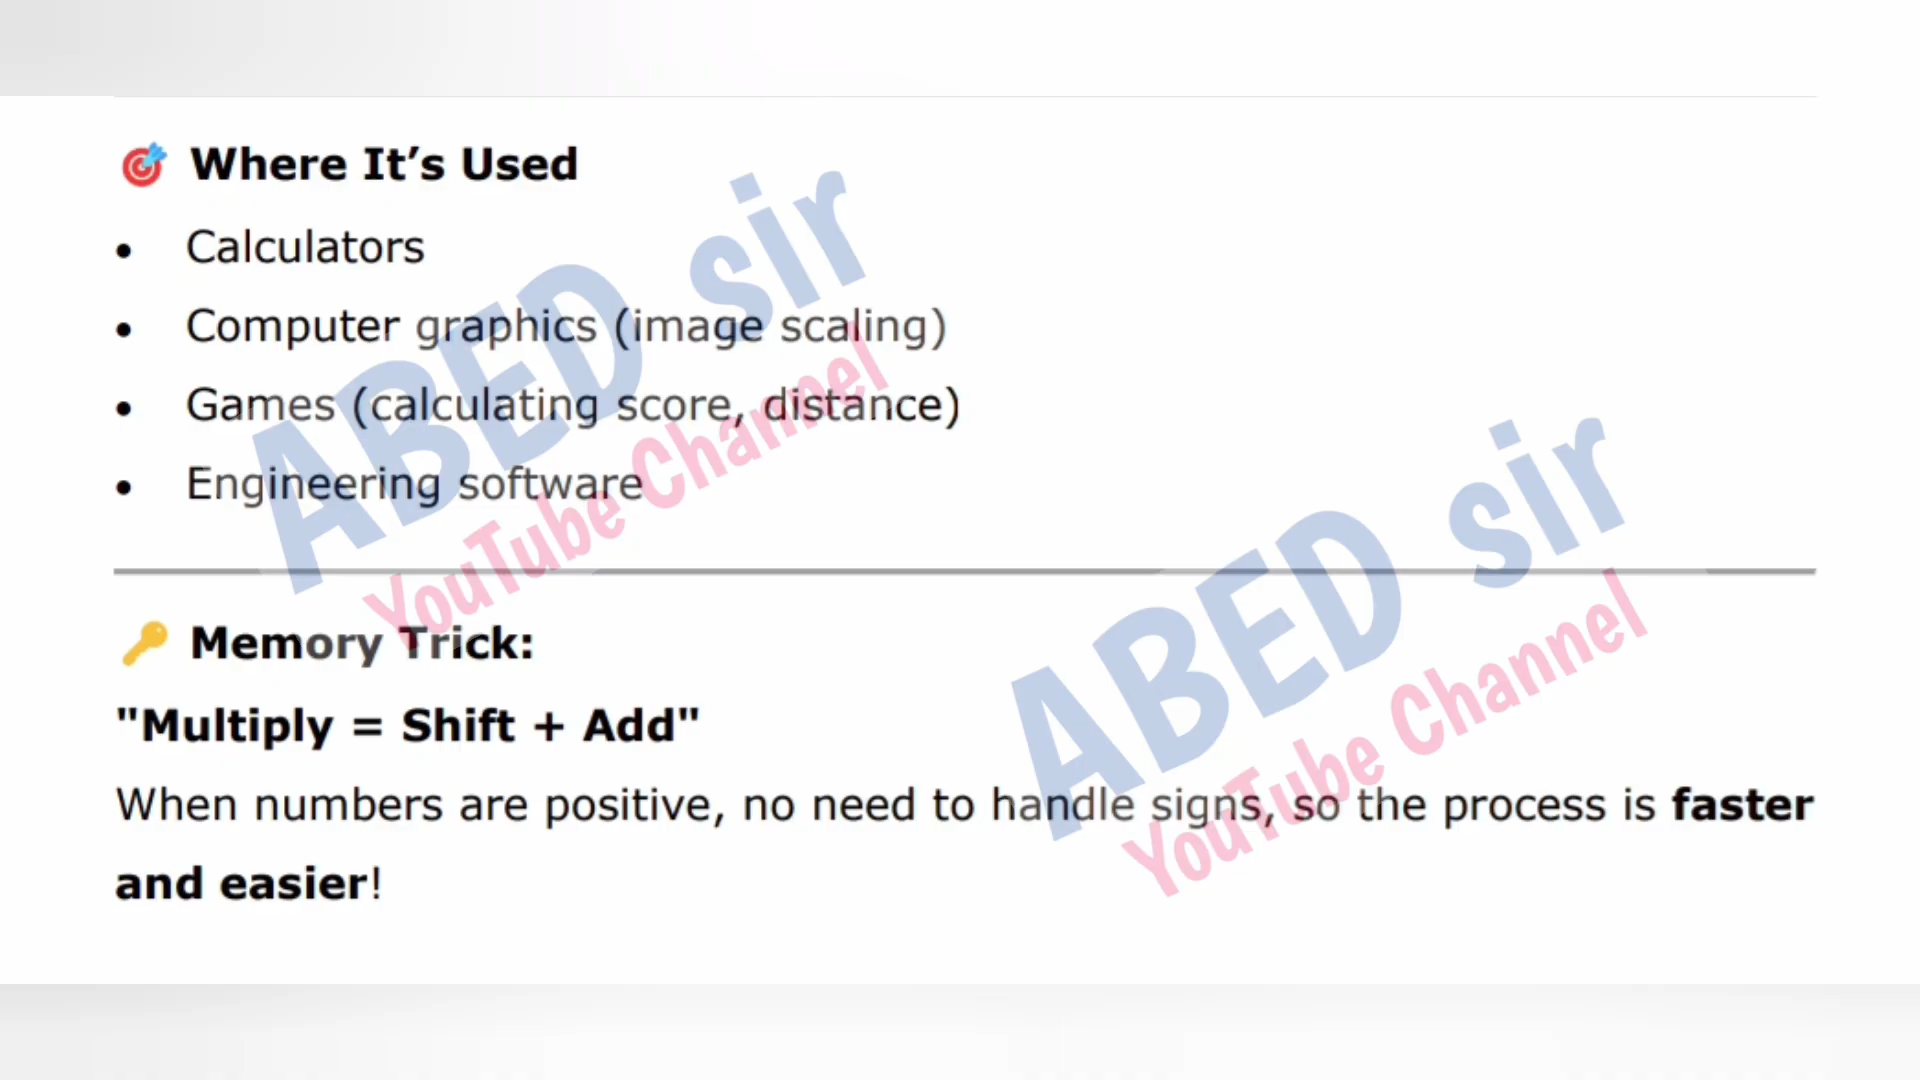 🎯 Where It’s Used
• Calculators
• Computer graphics (image scaling)
• Games (calculating score, distance)
• Engineering software
ABED sir
YouTube Channel
🔑 Memory Trick:
"Multiply = Shift + Add"
When numbers are positive, no need to handle signs, so the process is faster
and easier!
ABED sir
YouTube Channel